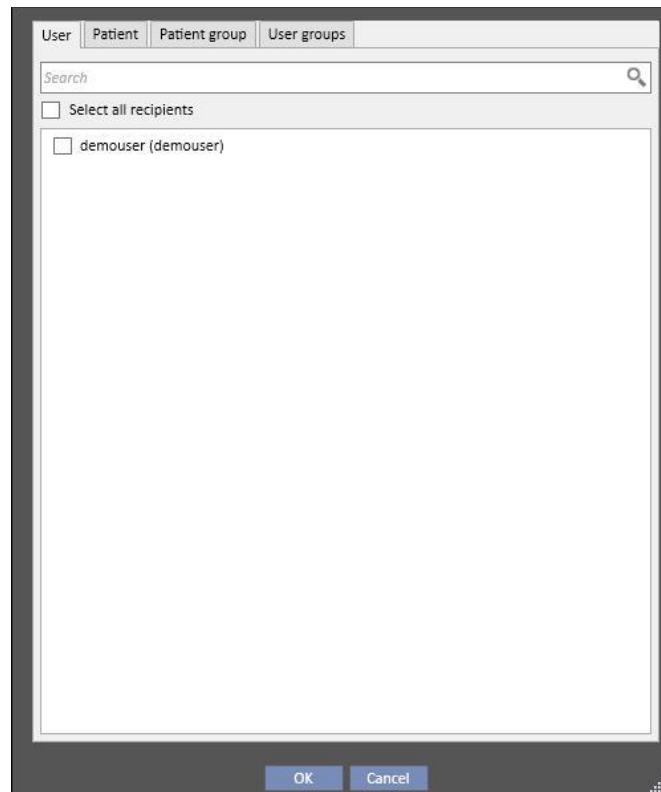 User Patient Patient group User groups
Search
Select all recipients
demouser (demouser)
OK Cancel